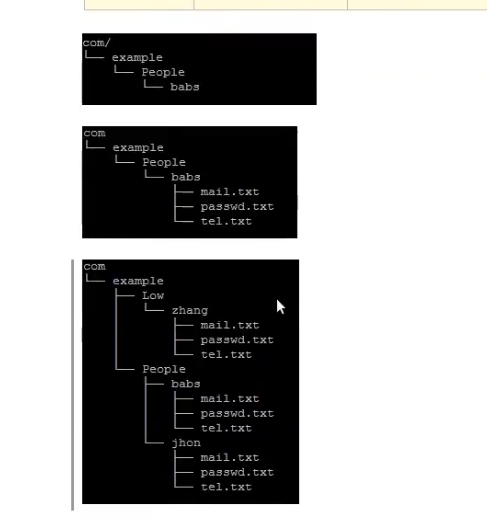 com/
└── example
    └── People
        └── babs
com
└── example
    └── People
        └── babs
            ├── mail.txt
            ├── passwd.txt
            └── tel.txt
com
└── example
    ├── Low
    │   └── zhang
    │       ├── mail.txt
    │       ├── passwd.txt
    │       └── tel.txt
    └── People
        ├── babs
        │   ├── mail.txt
        │   ├── passwd.txt
        │   └── tel.txt
        └── jhon
            ├── mail.txt
            ├── passwd.txt
            └── tel.txt